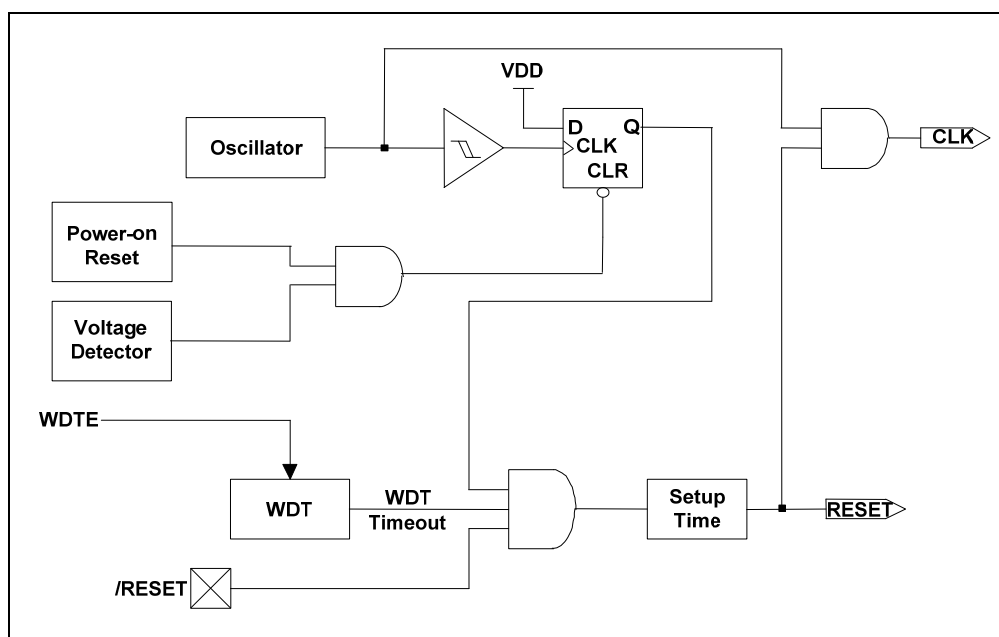 VDD
D Q
CLK
CLR
Oscillator
CLK
Power-on
Reset
Voltage
Detector
WDTE
WDT
WDT
Timeout
Setup
Time
RESET
/RESET